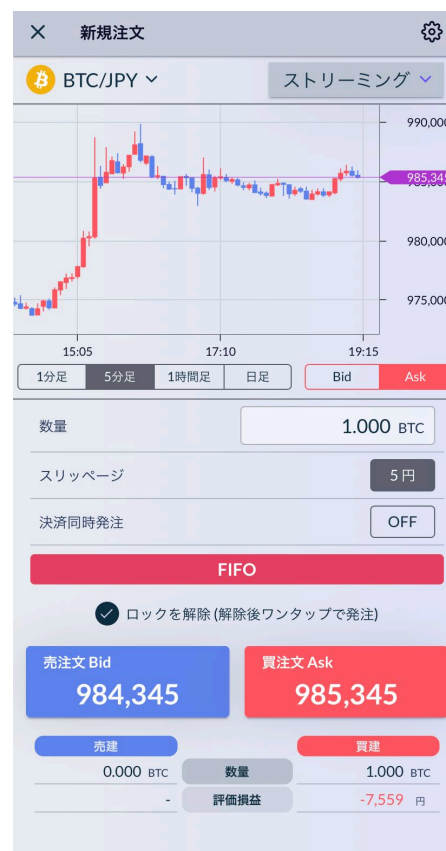 × 新規注文
BTC/JPY ストリーミング
990,000
985,345
985,000
980,000
975,000
15:05 17:10 19:15
1分足 5分足 1時間足 日足 Bid Ask
数量 1.000 BTC
スリッページ 5円
決済同時発注 OFF
FIFO
ロックを解除(解除後ワンタップで発注)
売注文 Bid 買注文 Ask
984,345 985,345
売建 買建
0.000 BTC 数量 1.000 BTC
- 評価損益 -7,559 円